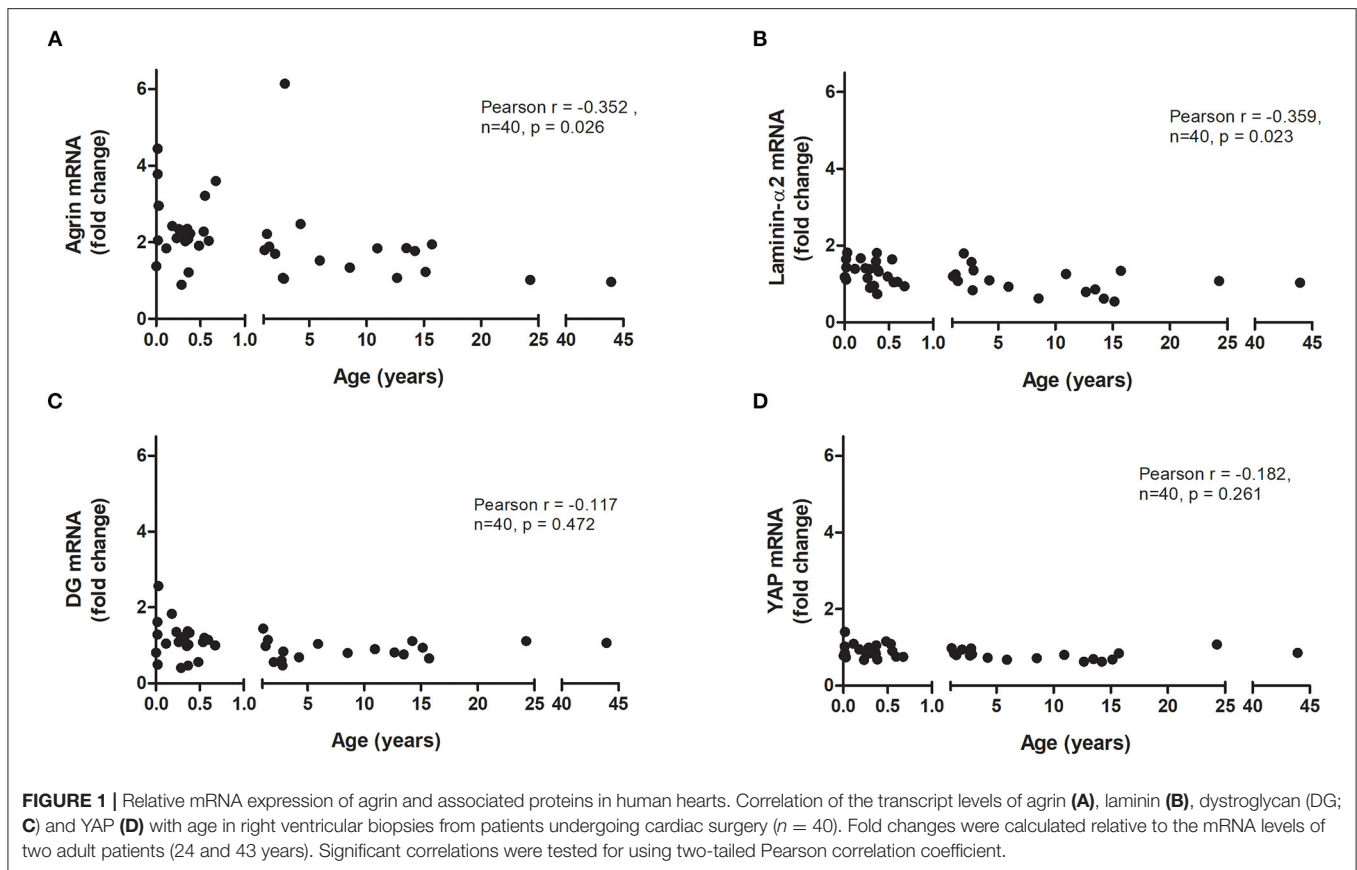 A
Agrin mRNA
(fold change)
6
4
2
0
Pearson r = -0.352 ,
n=40, p = 0.026
0.0 0.5 1.0 5 10 15 20 25 40 45
Age (years)
B
Laminin-α2 mRNA
(fold change)
6
4
2
0
Pearson r = -0.359,
n=40, p = 0.023
0.0 0.5 1.0 5 10 15 20 25 40 45
Age (years)
C
DG mRNA
(fold change)
6
4
2
0
Pearson r = -0.117
n=40, p = 0.472
0.0 0.5 1.0 5 10 15 20 25 40 45
Age (years)
D
YAP mRNA
(fold change)
6
4
2
0
Pearson r = -0.182,
n=40, p = 0.261
0.0 0.5 1.0 5 10 15 20 25 40 45
Age (years)
FIGURE 1 | Relative mRNA expression of agrin and associated proteins in human hearts. Correlation of the transcript levels of agrin (A), laminin (B), dystroglycan (DG;
C) and YAP (D) with age in right ventricular biopsies from patients undergoing cardiac surgery (n = 40). Fold changes were calculated relative to the mRNA levels of
two adult patients (24 and 43 years). Significant correlations were tested for using two-tailed Pearson correlation coefficient.